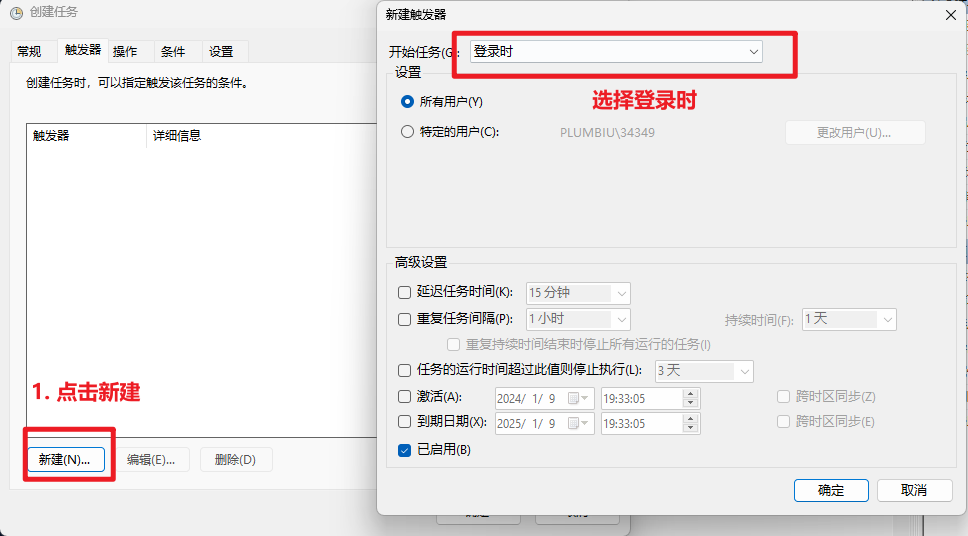 创建任务
常规 触发器 操作 条件 设置
创建任务时，可以指定触发该任务的条件。
触发器 详细信息
1. 点击新建
新建(N)... 编辑(E)... 删除(D)
新建触发器
开始任务(G): 登录时
设置
选择登录时
所有用户(Y)
特定的用户(C): PLUMBIU\34349 更改用户(U)...
高级设置
延迟任务时间(K): 15 分钟
重复任务间隔(P): 1 小时 持续时间(F): 1 天
重复持续时间结束时停止所有运行的任务(I)
任务的运行时间超过此值则停止执行(L): 3 天
激活(A): 2024/ 1/ 9 19:33:05 跨时区同步(Z)
到期日期(X): 2025/ 1/ 9 19:33:05 跨时区同步(E)
已启用(B)
确定 取消